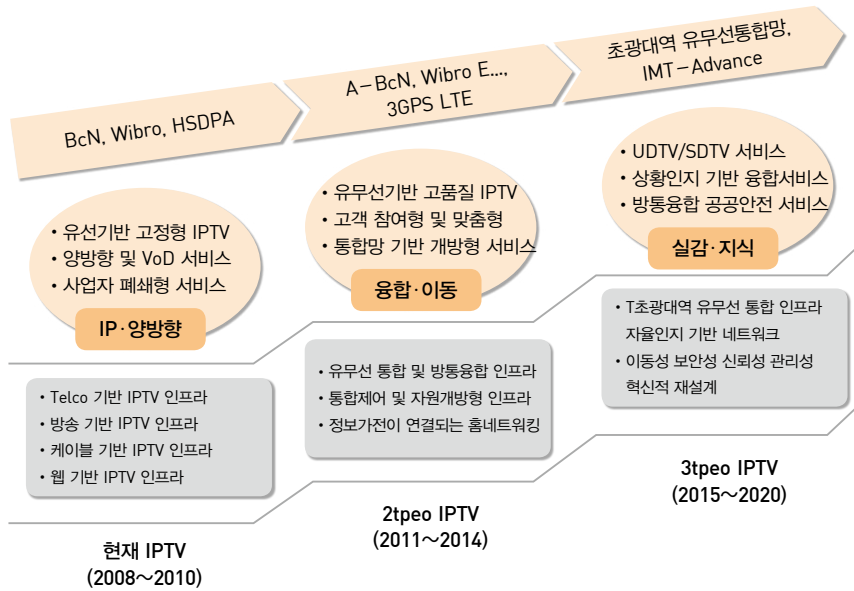 BcN, Wibro, HSDPA
A-BcN, Wibro E...,
3GPS LTE
초광대역 유무선통합망,
IMT-Advance
• 유선기반 고정형 IPTV
• 양방향 및 VoD 서비스
• 사업자 폐쇄형 서비스
IP·양방향
• 유무선기반 고품질 IPTV
• 고객 참여형 및 맞춤형
• 통합망 기반 개방형 서비스
융합·이동
• UDTV/SDTV 서비스
• 상황인지 기반 융합서비스
• 방통융합 공공안전 서비스
실감·지식
• Telco 기반 IPTV 인프라
• 방송 기반 IPTV 인프라
• 케이블 기반 IPTV 인프라
• 웹 기반 IPTV 인프라
• 유무선 통합 및 방통융합 인프라
• 통합제어 및 자원개방형 인프라
• 정보가전이 연결되는 홈네트워킹
• T초광대역 유무선 통합 인프라
자율인지 기반 네트워크
• 이동성 보안성 신뢰성 관리성
혁신적 재설계
현재 IPTV
(2008~2010)
2tpeo IPTV
(2011~2014)
3tpeo IPTV
(2015~2020)